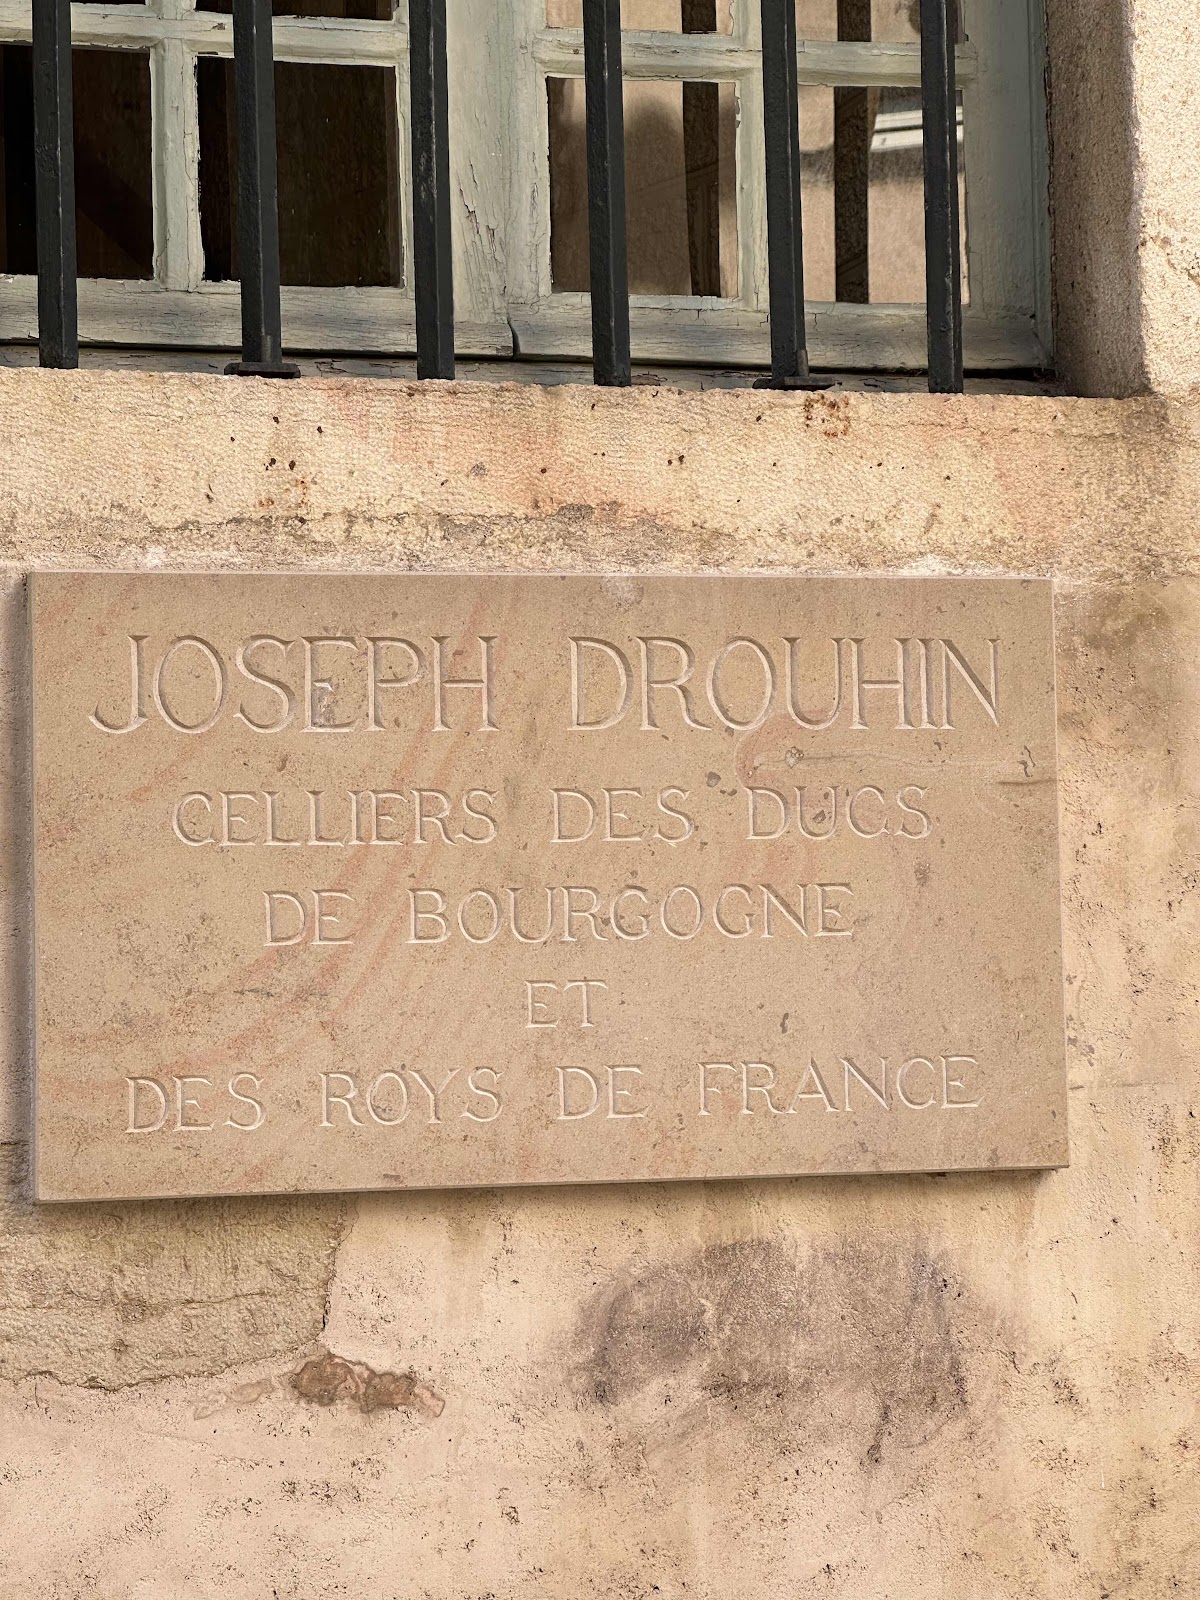 JOSEPH DROUHIN
CELLIERS DES DUCS
DE BOURGOGNE
ET
DES ROYS DE FRANCE